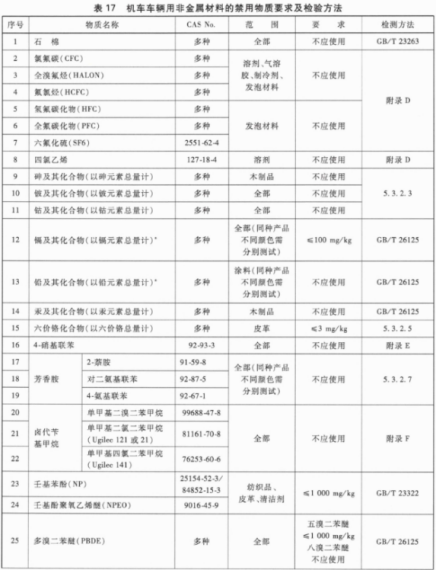 表 17 机车车辆用非金属材料的禁用物质要求及检验方法
序号 物质名称 CAS No. 范 围 要 求 检测方法
1 石 棉 多种 全部 不应使用 GB/T 23263
2 氯氟碳(CFC) 多种 溶剂、气溶胶、制冷剂、发泡材料 不应使用 附录 D
3 全溴氟烃(HALON) 多种
4 氟氯烃(HCFC) 多种
5 氢氟碳化物(HFC) 多种 发泡材料 不应使用
6 全氟碳化物(PFC) 多种
7 六氟化硫(SF6) 2551-62-4
8 四氯乙烯 127-18-4 溶剂 不应使用 附录 D
9 砷及其化合物(以砷元素总量计) 多种 木制品 不应使用 5.3.2.3
10 铍及其化合物(以铍元素总量计) 多种 全部 不应使用
11 钴及其化合物(以钴元素总量计) 多种 全部 不应使用
12 镉及其化合物(以镉元素总量计)* 多种 全部(同种产品不同颜色需分别测试) ≤100 mg/kg GB/T 26125
13 铅及其化合物(以铅元素总量计)* 多种 涂料(同种产品不同颜色需分别测试) 不应使用 GB/T 26125
14 汞及其化合物(以汞元素总量计) 多种 木制品 不应使用 GB/T 26125
15 六价铬化合物(以六价铬总量计) 多种 皮革 ≤3 mg/kg 5.3.2.5
16 4-硝基联苯 92-93-3 全部 不应使用 附录 E
17 芳香胺 2-萘胺 91-59-8 全部(同种产品不同颜色需分别测试) 不应使用 5.3.2.7
18 对二氨基联苯 92-87-5
19 4-氨基联苯 92-67-1
20 卤代苄基甲烷 单甲基二溴二苯甲烷 99688-47-8 全部 不应使用 附录 F
21 单甲基二氯二苯甲烷(Ugilec 121 或 21) 81161-70-8
22 单甲基四氯二苯甲烷(Ugilec 141) 76253-60-6
23 壬基苯酚(NP) 25154-52-3/84852-15-3 纺织品、皮革、清洁剂 ≤1 000 mg/kg GB/T 23322
24 壬基酚聚氧乙烯醚(NPEO) 9016-45-9
25 多溴二苯醚(PBDE) 多种 全部 五溴二苯醚 ≤1 000 mg/kg 八溴二苯醚 不应使用 GB/T 26125